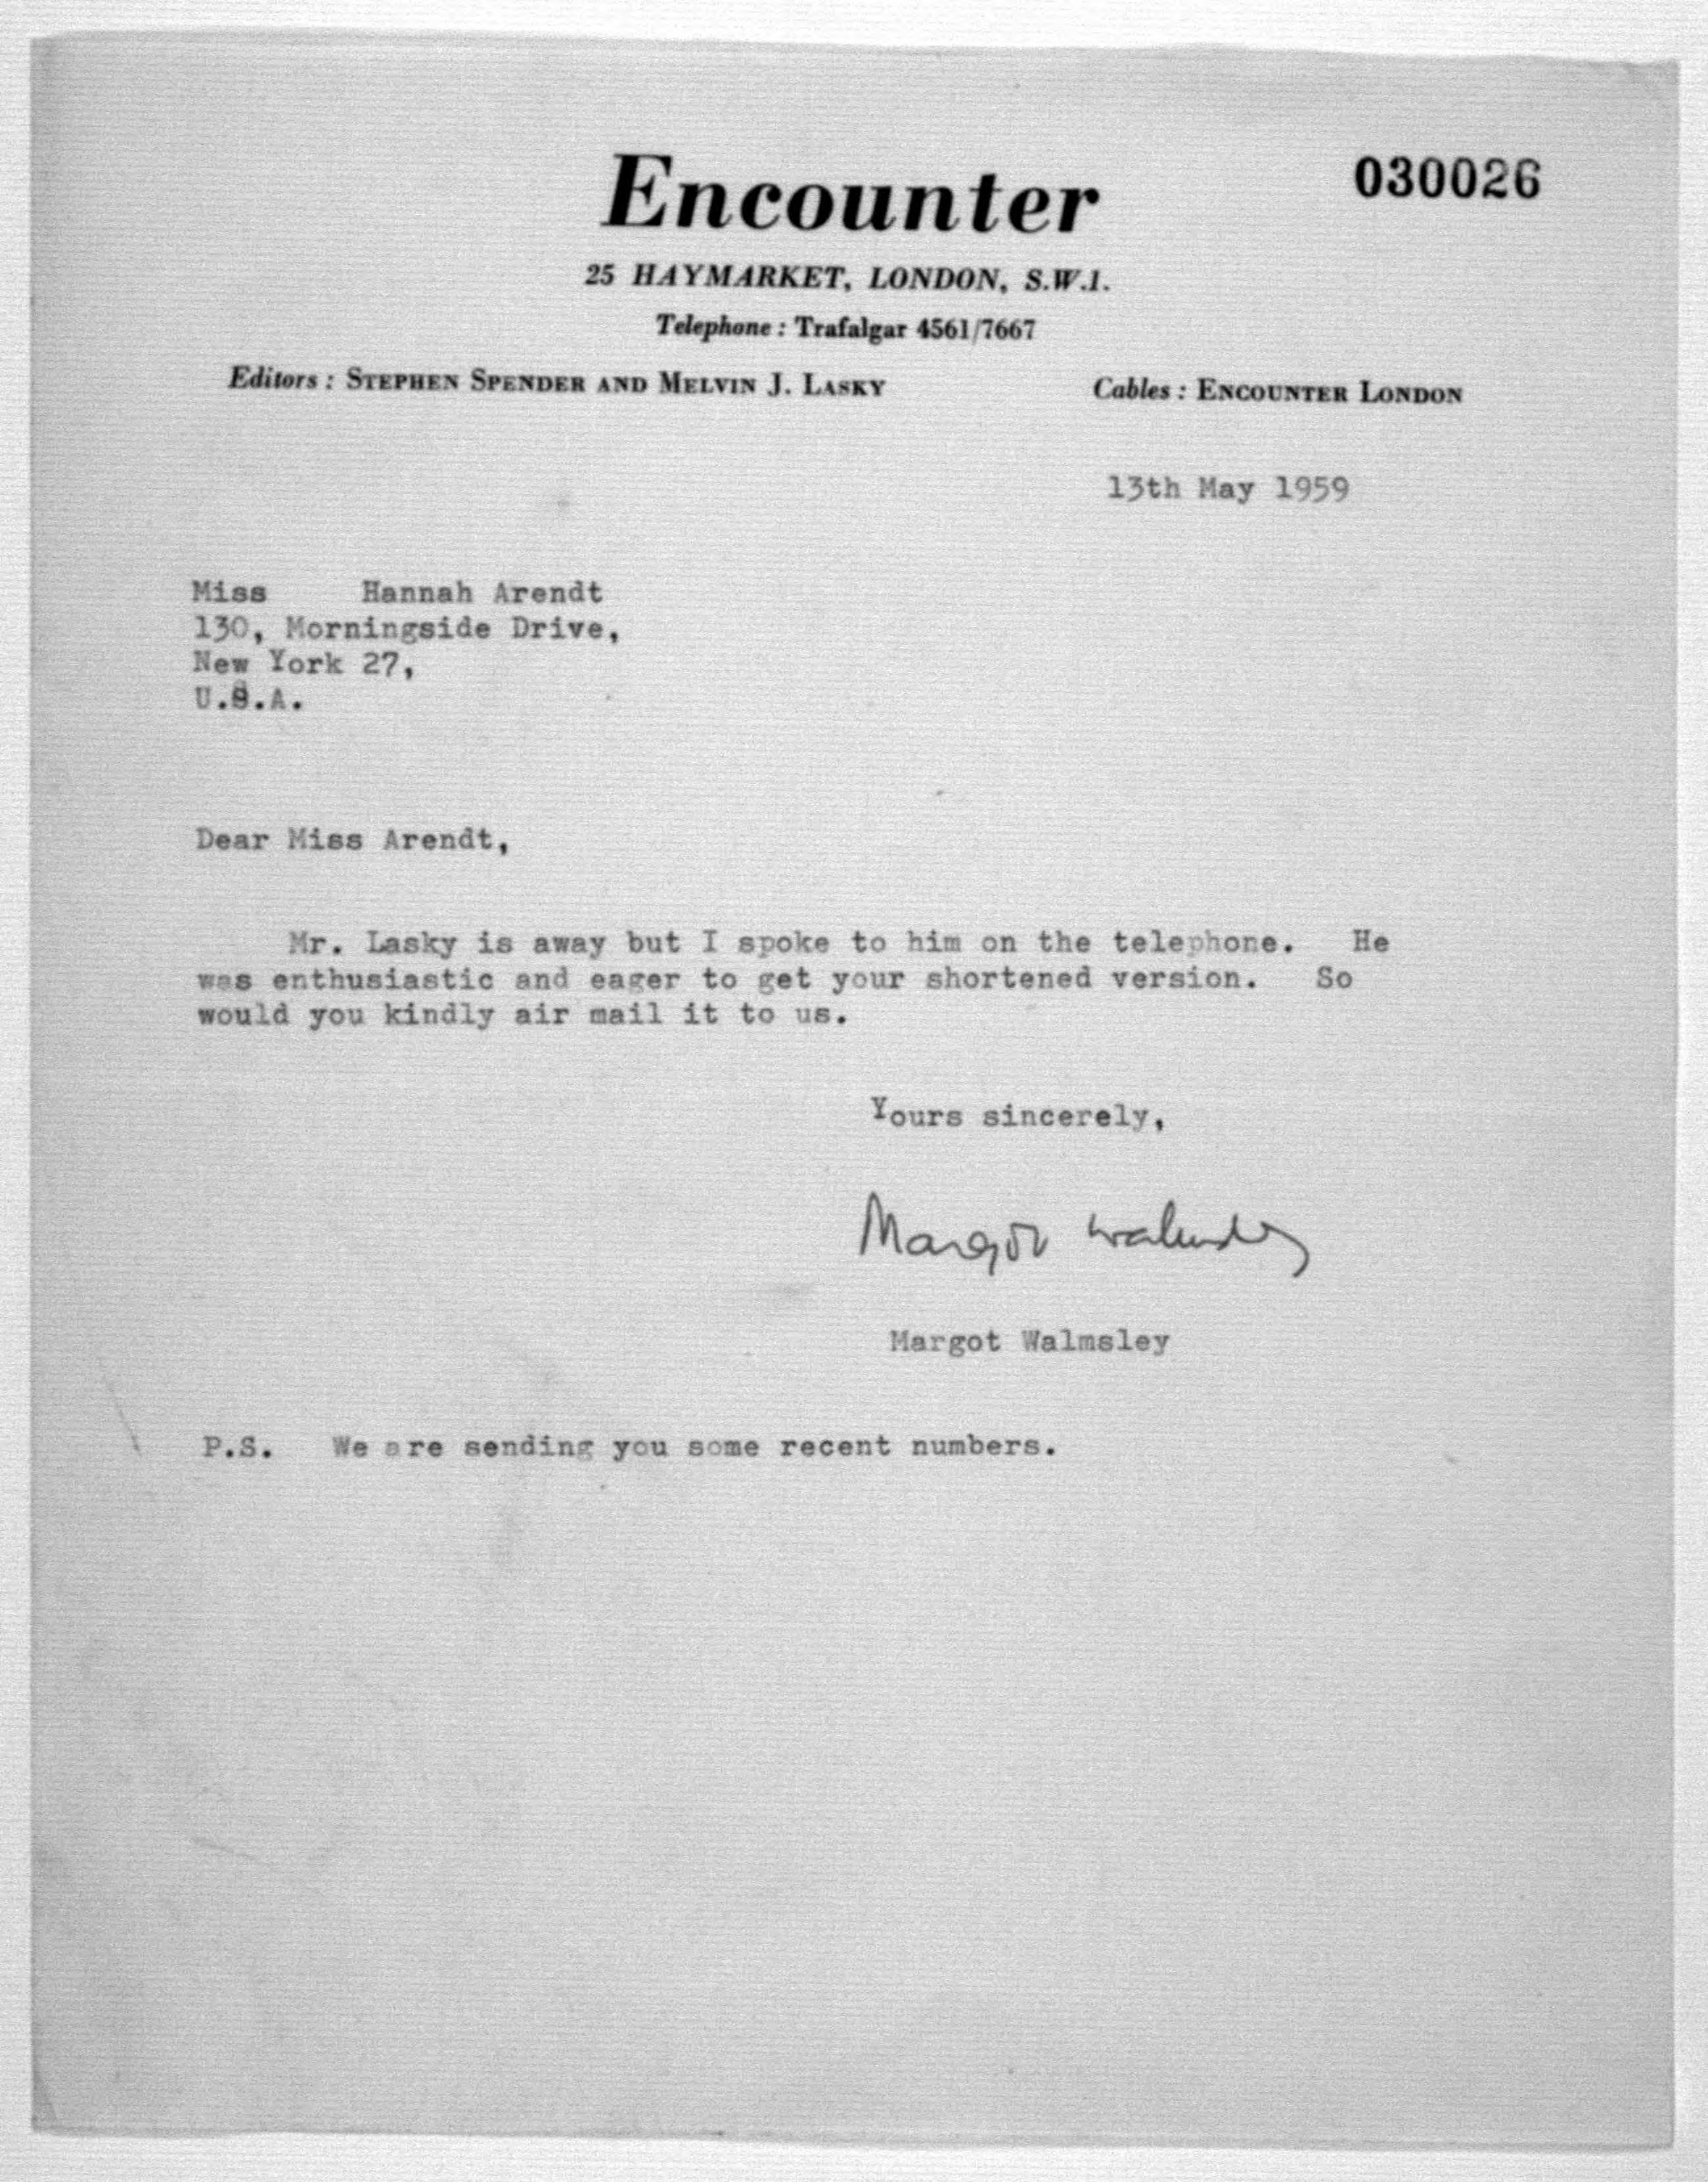 Encounter
030026
25 HAYMARKET, LONDON, S.W.1.
Telephone : Trafalgar 4561/7667
Editors : STEPHEN SPENDER AND MELVIN J. LASKY
Cables : ENCOUNTER LONDON
13th May 1959
Miss Hannah Arendt
130, Morningside Drive,
New York 27,
U.S.A.
Dear Miss Arendt,
Mr. Lasky is away but I spoke to him on the telephone. He
was enthusiastic and eager to get your shortened version. So
would you kindly air mail it to us.
Yours sincerely,
Margot Walmsley
Margot Walmsley
P.S. We are sending you some recent numbers.